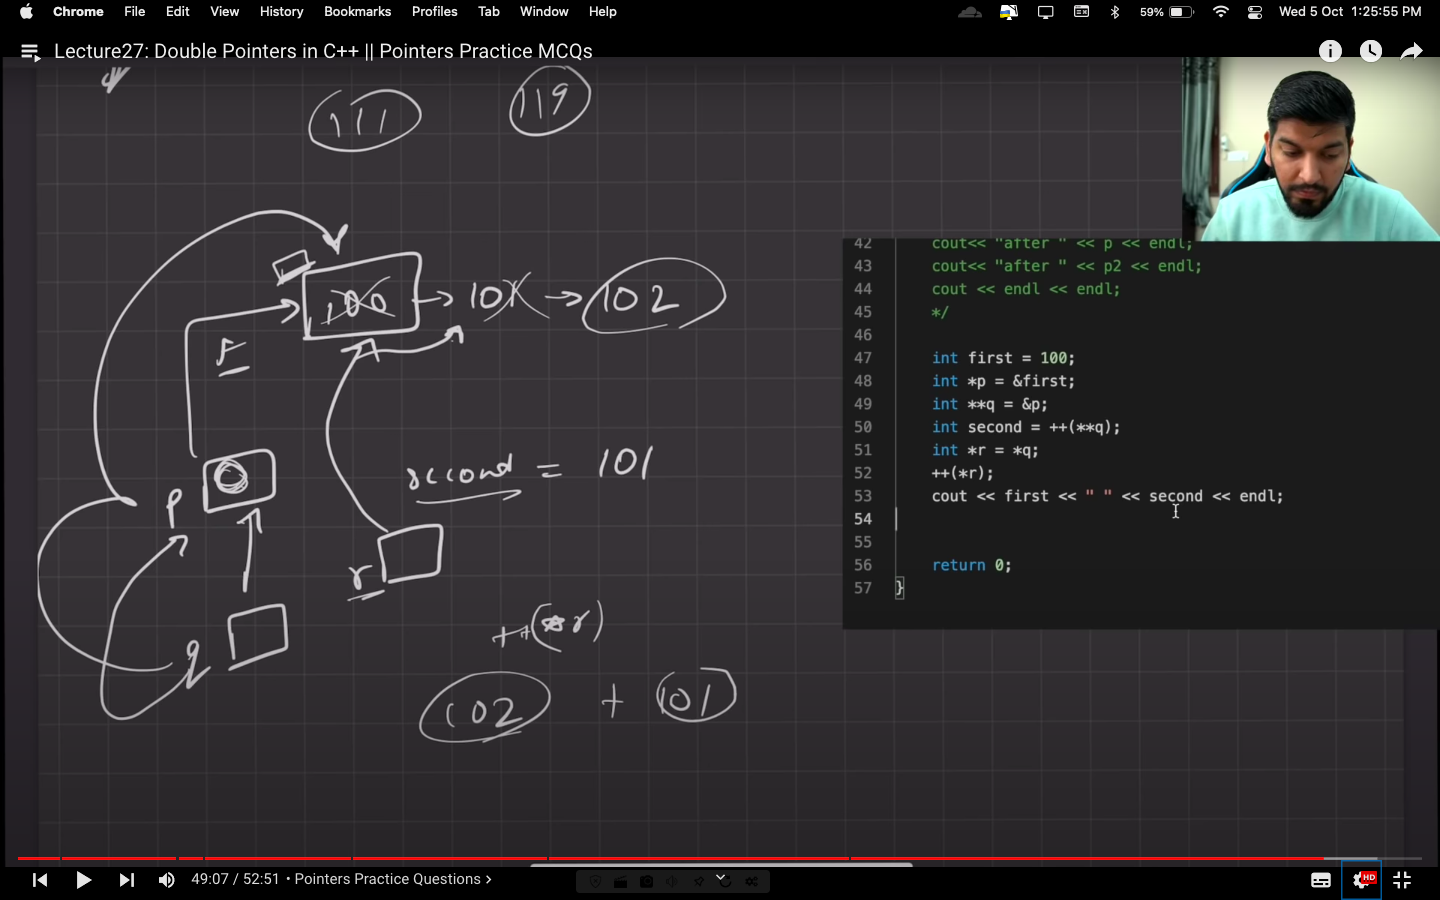 Chrome File Edit View History Bookmarks Profiles Tab Window Help 59% Wed 5 Oct 1:25:55 PM
Lecture27: Double Pointers in C++ || Pointers Practice MCQs
111 119
42 cout<< "after " << p << endl;
43 cout<< "after " << p2 << endl;
44 cout << endl << endl;
45 */
46
47 int first = 100;
48 int *p = &first;
49 int **q = &p;
50 int second = ++(**q);
51 int *r = *q;
52 ++(*r);
53 cout << first << " " << second << endl;
54
55
56 return 0;
57 }
100 → 101 → 102
second = 101
p
r
q
++(*r)
102 + 101
49:07 / 52:51 • Pointers Practice Questions >
HD